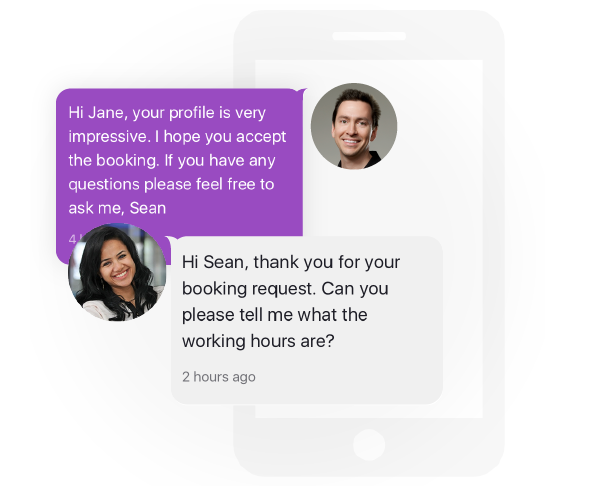 Hi Jane, your profile is very
impressive. I hope you accept
the booking. If you have any
questions please feel free to
ask me, Sean
4
Hi Sean, thank you for your
booking request. Can you
please tell me what the
working hours are?
2 hours ago